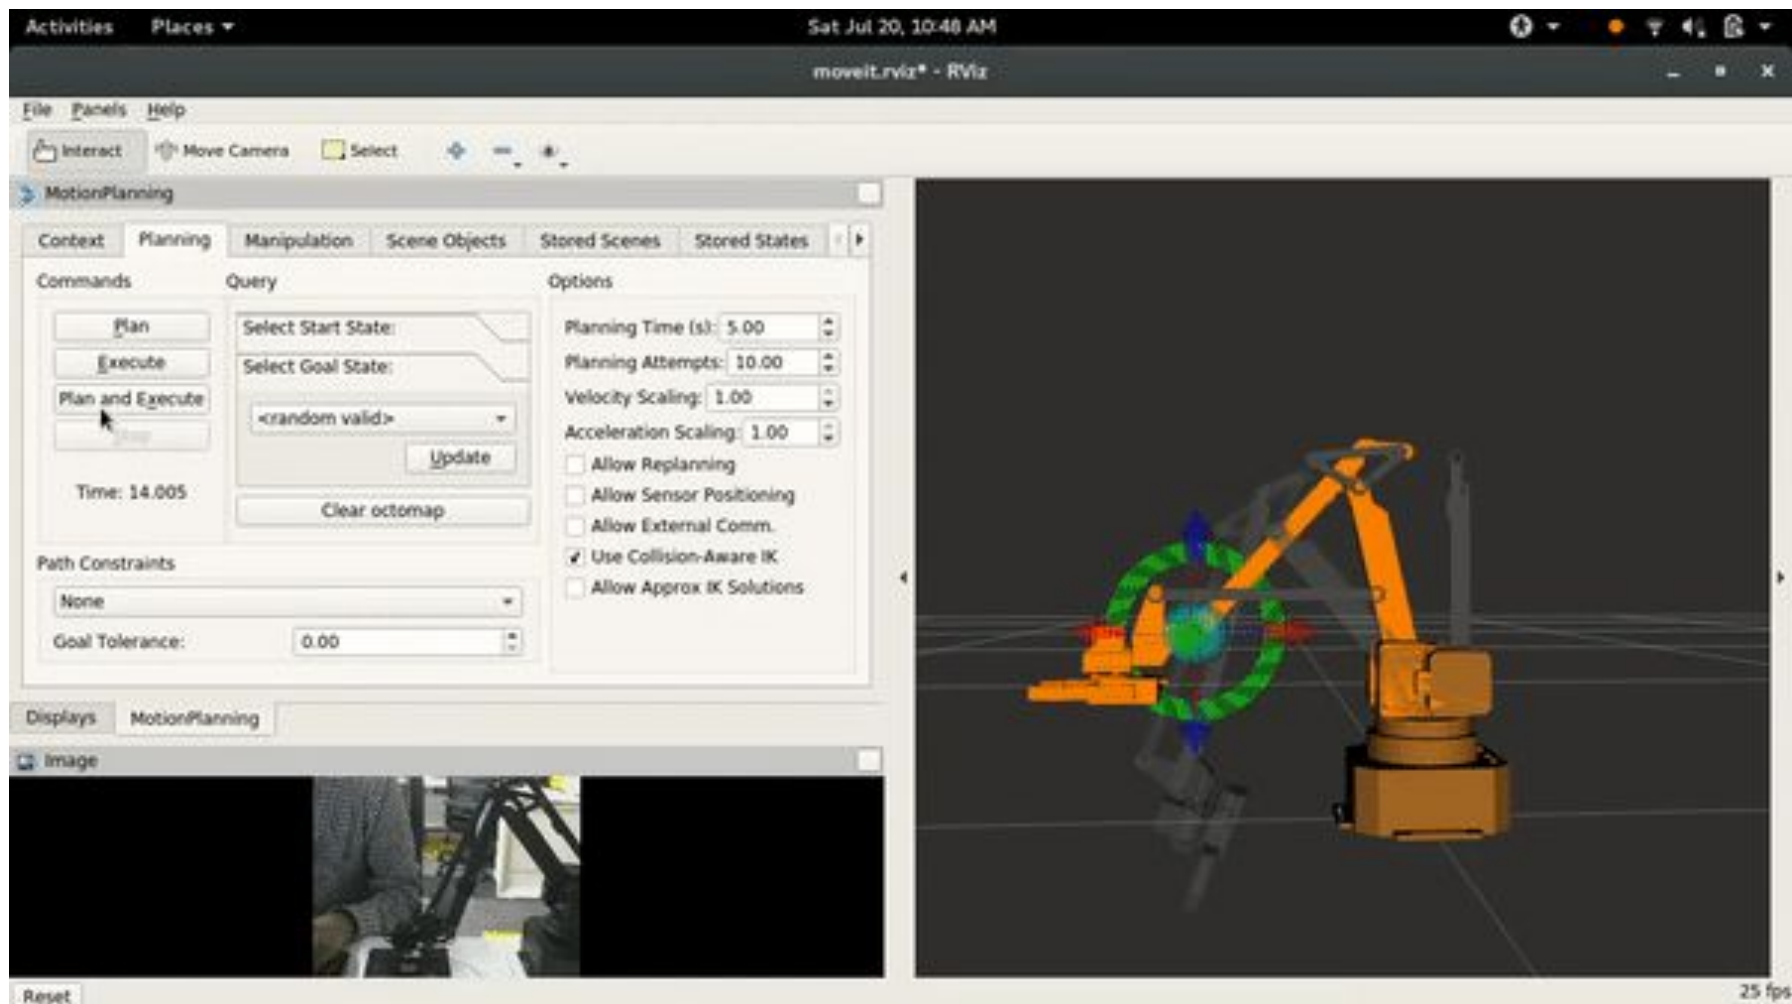 Activities Places Sat Jul 20, 10:48 AM
moveit.rviz* - RViz
File Panels Help
Interact Move Camera Select
MotionPlanning
Context Planning Manipulation Scene Objects Stored Scenes Stored States
Commands Query Options
Plan Select Start State: Planning Time (s): 5.00
Execute Select Goal State: Planning Attempts: 10.00
Plan and Execute Velocity Scaling: 1.00
Stop <random valid> Acceleration Scaling: 1.00
Update Allow Replanning
Time: 14.005 Allow Sensor Positioning
Clear octomap Allow External Comm.
Path Constraints Use Collision-Aware IK
None Allow Approx IK Solutions
Goal Tolerance: 0.00
Displays MotionPlanning
Image
Reset 25 fps